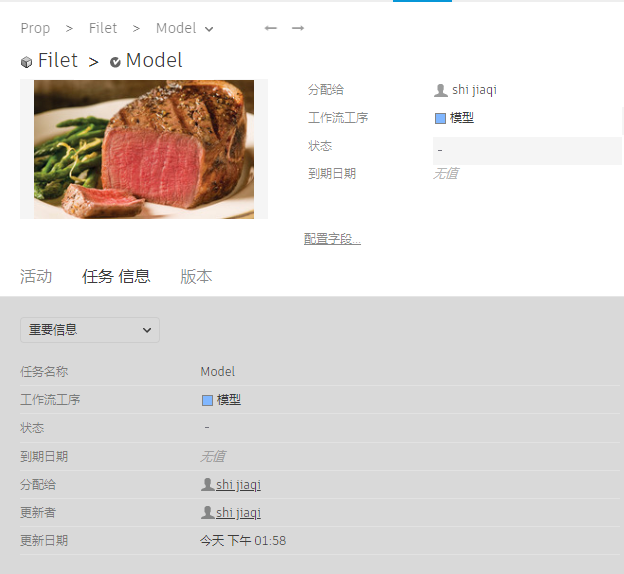 Prop > Filet > Model
Filet > Model
分配给 shi jiaqi
工作流工序 模型
状态 -
到期日期 无值
配置字段...
活动 任务 信息 版本
重要信息
任务名称 Model
工作流工序 模型
状态 -
到期日期 无值
分配给 shi jiaqi
更新者 shi jiaqi
更新日期 今天 下午 01:58